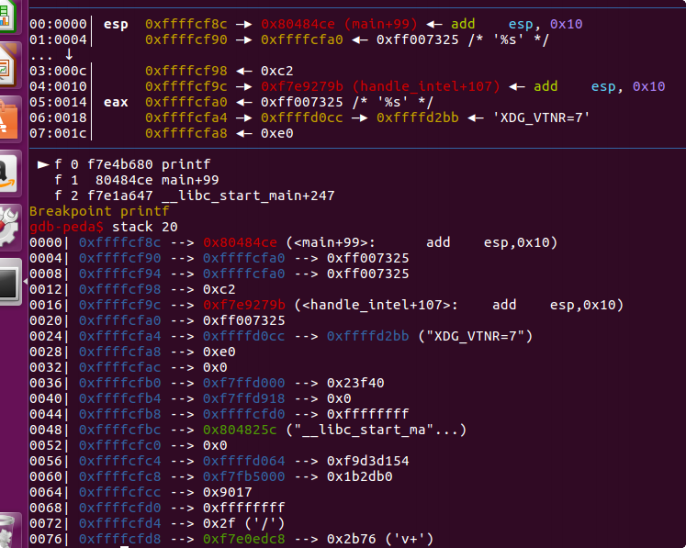 00:0000│ esp 0xffffcf8c —▸ 0x80484ce (main+99) ◂— add esp, 0x10
01:0004│ 0xffffcf90 —▸ 0xffffcfa0 ◂— 0xff007325 /* '%s' */
... ↓
03:000c│ 0xffffcf98 ◂— 0xc2
04:0010│ 0xffffcf9c —▸ 0xf7e9279b (handle_intel+107) ◂— add esp, 0x10
05:0014│ eax 0xffffcfa0 ◂— 0xff007325 /* '%s' */
06:0018│ 0xffffcfa4 —▸ 0xffffd0cc —▸ 0xffffd2bb ◂— 'XDG_VTNR=7'
07:001c│ 0xffffcfa8 ◂— 0xe0
► f 0 f7e4b680 printf
f 1 80484ce main+99
f 2 f7e1a647 __libc_start_main+247
Breakpoint printf
gdb-peda$ stack 20
0000| 0xffffcf8c --> 0x80484ce (<main+99>: add esp,0x10)
0004| 0xffffcf90 --> 0xffffcfa0 --> 0xff007325
0008| 0xffffcf94 --> 0xffffcfa0 --> 0xff007325
0012| 0xffffcf98 --> 0xc2
0016| 0xffffcf9c --> 0xf7e9279b (<handle_intel+107>: add esp,0x10)
0020| 0xffffcfa0 --> 0xff007325
0024| 0xffffcfa4 --> 0xffffd0cc --> 0xffffd2bb ("XDG_VTNR=7")
0028| 0xffffcfa8 --> 0xe0
0032| 0xffffcfac --> 0x0
0036| 0xffffcfb0 --> 0xf7ffd000 --> 0x23f40
0040| 0xffffcfb4 --> 0xf7ffd918 --> 0x0
0044| 0xffffcfb8 --> 0xffffcfd0 --> 0xffffffff
0048| 0xffffcfbc --> 0x804825c ("__libc_start_ma"...)
0052| 0xffffcfc0 --> 0x0
0056| 0xffffcfc4 --> 0xffffd064 --> 0xf9d3d154
0060| 0xffffcfc8 --> 0xf7fb5000 --> 0x1b2db0
0064| 0xffffcfcc --> 0x9017
0068| 0xffffcfd0 --> 0xffffffff
0072| 0xffffcfd4 --> 0x2f ('/')
0076| 0xffffcfd8 --> 0xf7e0edc8 --> 0x2b76 ('v+')